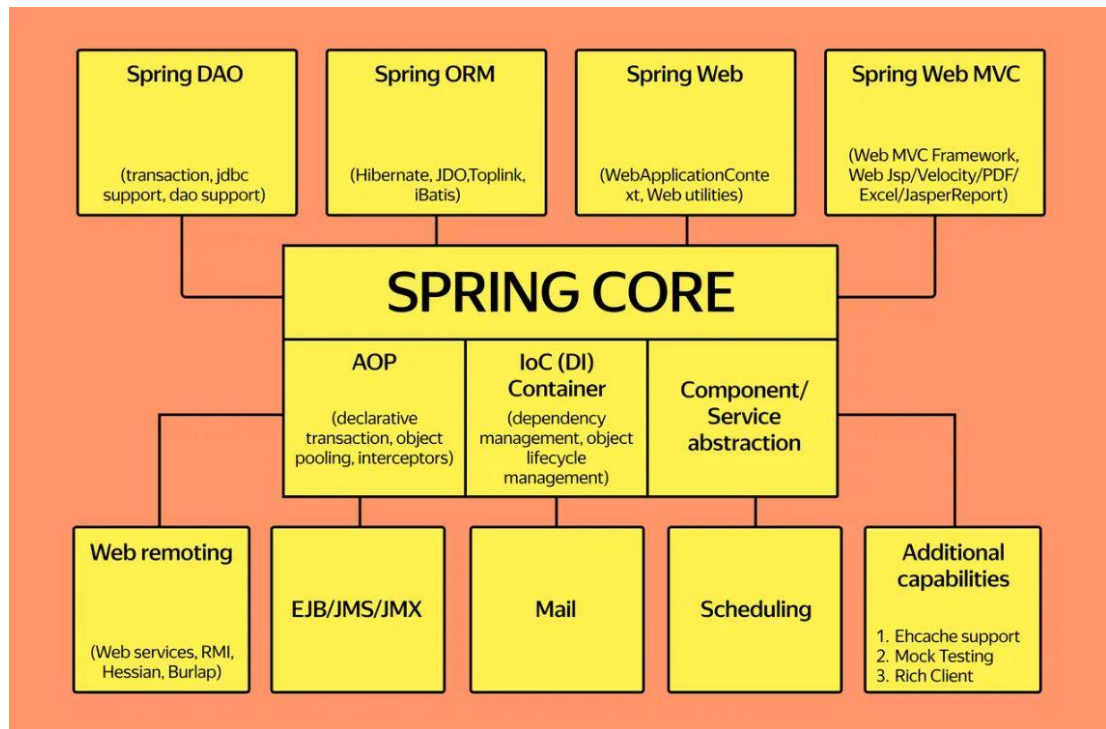 Spring DAO
(transaction, jdbc
support, dao support)
Spring ORM
(Hibernate, JDO,Toplink,
iBatis)
Spring Web
(WebApplicationConte
xt, Web utilities)
Spring Web MVC
(Web MVC Framework,
Web Jsp/Velocity/PDF/
Excel/JasperReport)
SPRING CORE
AOP
(declarative
transaction, object
pooling, interceptors)
IoC (DI)
Container
(dependency
management, object
lifecycle
management)
Component/
Service
abstraction
Web remoting
(Web services, RMI,
Hessian, Burlap)
EJB/JMS/JMX
Mail
Scheduling
Additional
capabilities
1. Ehcache support
2. Mock Testing
3. Rich Client